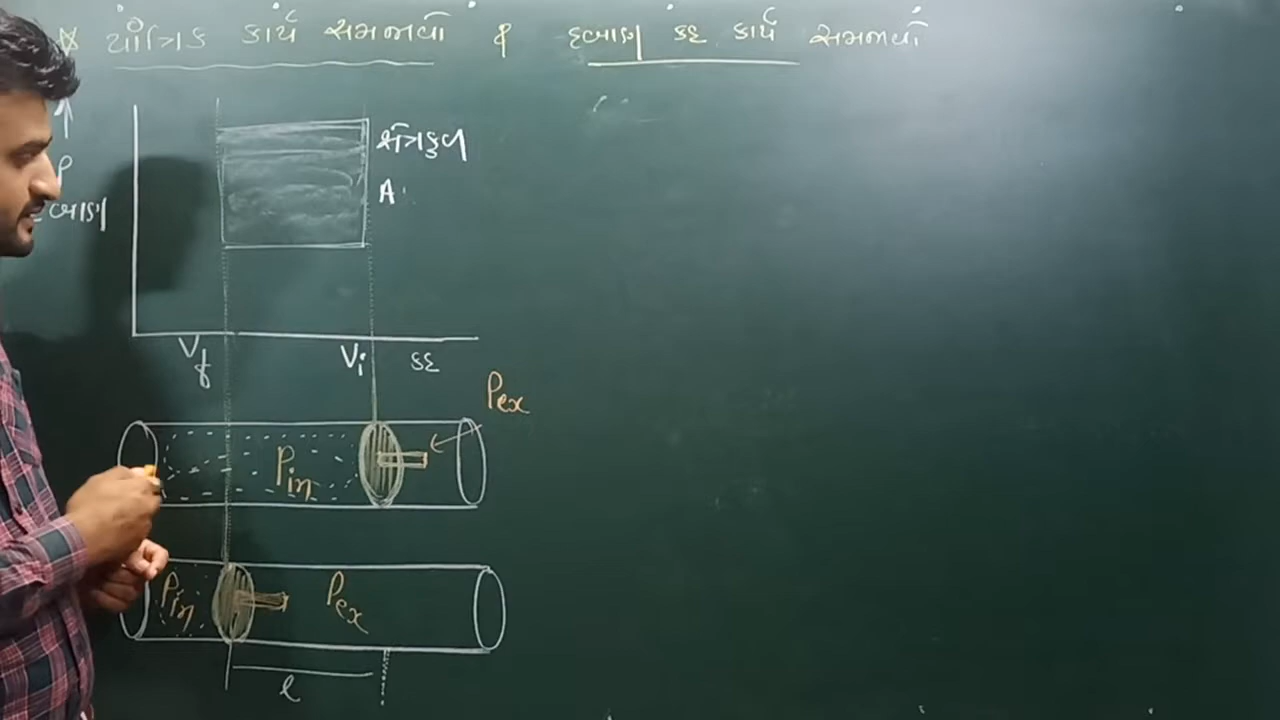 * યાંત્રિક કાર્ય સમજાવો & દબાણ કદ કાર્ય સમજાવો
P
દબાણ
ક્ષેત્રફળ
A
Vf Vi કદ
Pex
Pin
Pin Pex
l